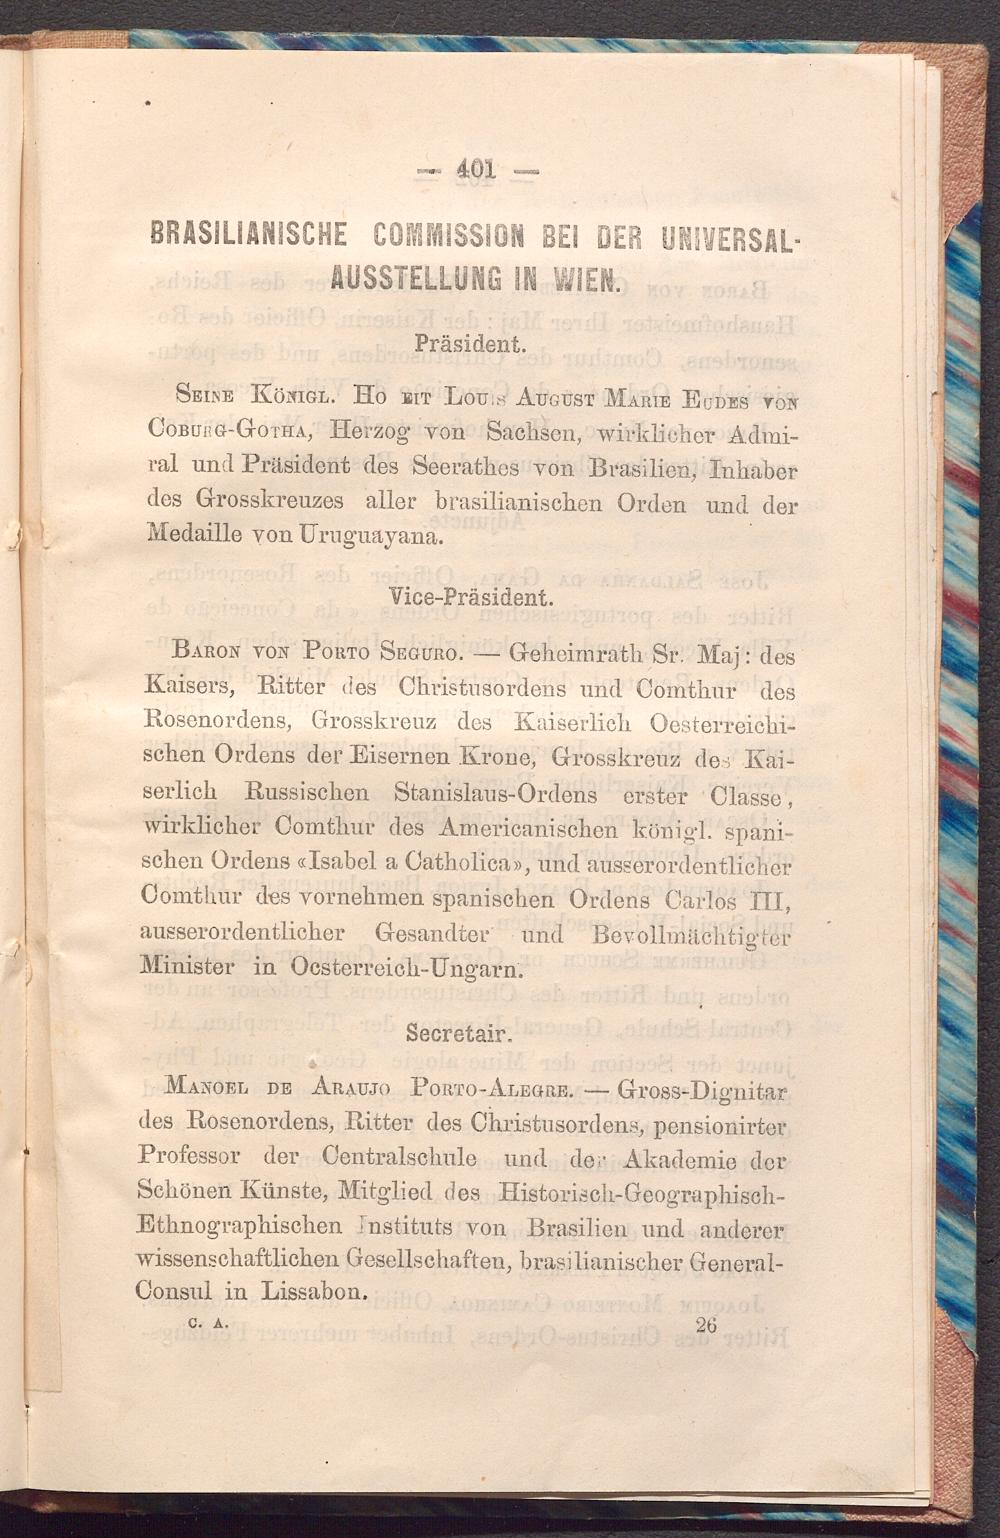 — 401 —
BRASILIANISCHE COMMISSION BEI DER UNIVERSAL-
AUSSTELLUNG IN WIEN.
Präsident.
SEINE KÖNIGL. HO EIT LOUIS AUGUST MARIE EUDES VON
COBURG-GOTHA, Herzog von Sachsen, wirklicher Admi-
ral und Präsident des Seerathes von Brasilien, Inhaber
des Grosskreuzes aller brasilianischen Orden und der
Medaille von Uruguayana.
Vice-Präsident.
BARON VON PORTO SEGURO. — Geheimrath Sr. Maj: des
Kaisers, Ritter des Christusordens und Comthur des
Rosenordens, Grosskreuz des Kaiserlich Oesterreichi-
schen Ordens der Eisernen Krone, Grosskreuz des Kai-
serlich Russischen Stanislaus-Ordens erster Classe,
wirklicher Comthur des Americanischen königl. spani-
schen Ordens «Isabel a Catholica», und ausserordentlicher
Comthur des vornehmen spanischen Ordens Carlos III,
ausserordentlicher Gesandter und Bevollmächtigter
Minister in Oesterreich-Ungarn.
Secretair.
MANOEL DE ARAUJO PORTO-ALEGRE. — Gross-Dignitar
des Rosenordens, Ritter des Christusordens, pensionirter
Professor der Centralschule und der Akademie der
Schönen Künste, Mitglied des Historisch-Geographisch-
Ethnographischen Instituts von Brasilien und anderer
wissenschaftlichen Gesellschaften, brasilianischer General-
Consul in Lissabon.
C. A. 26